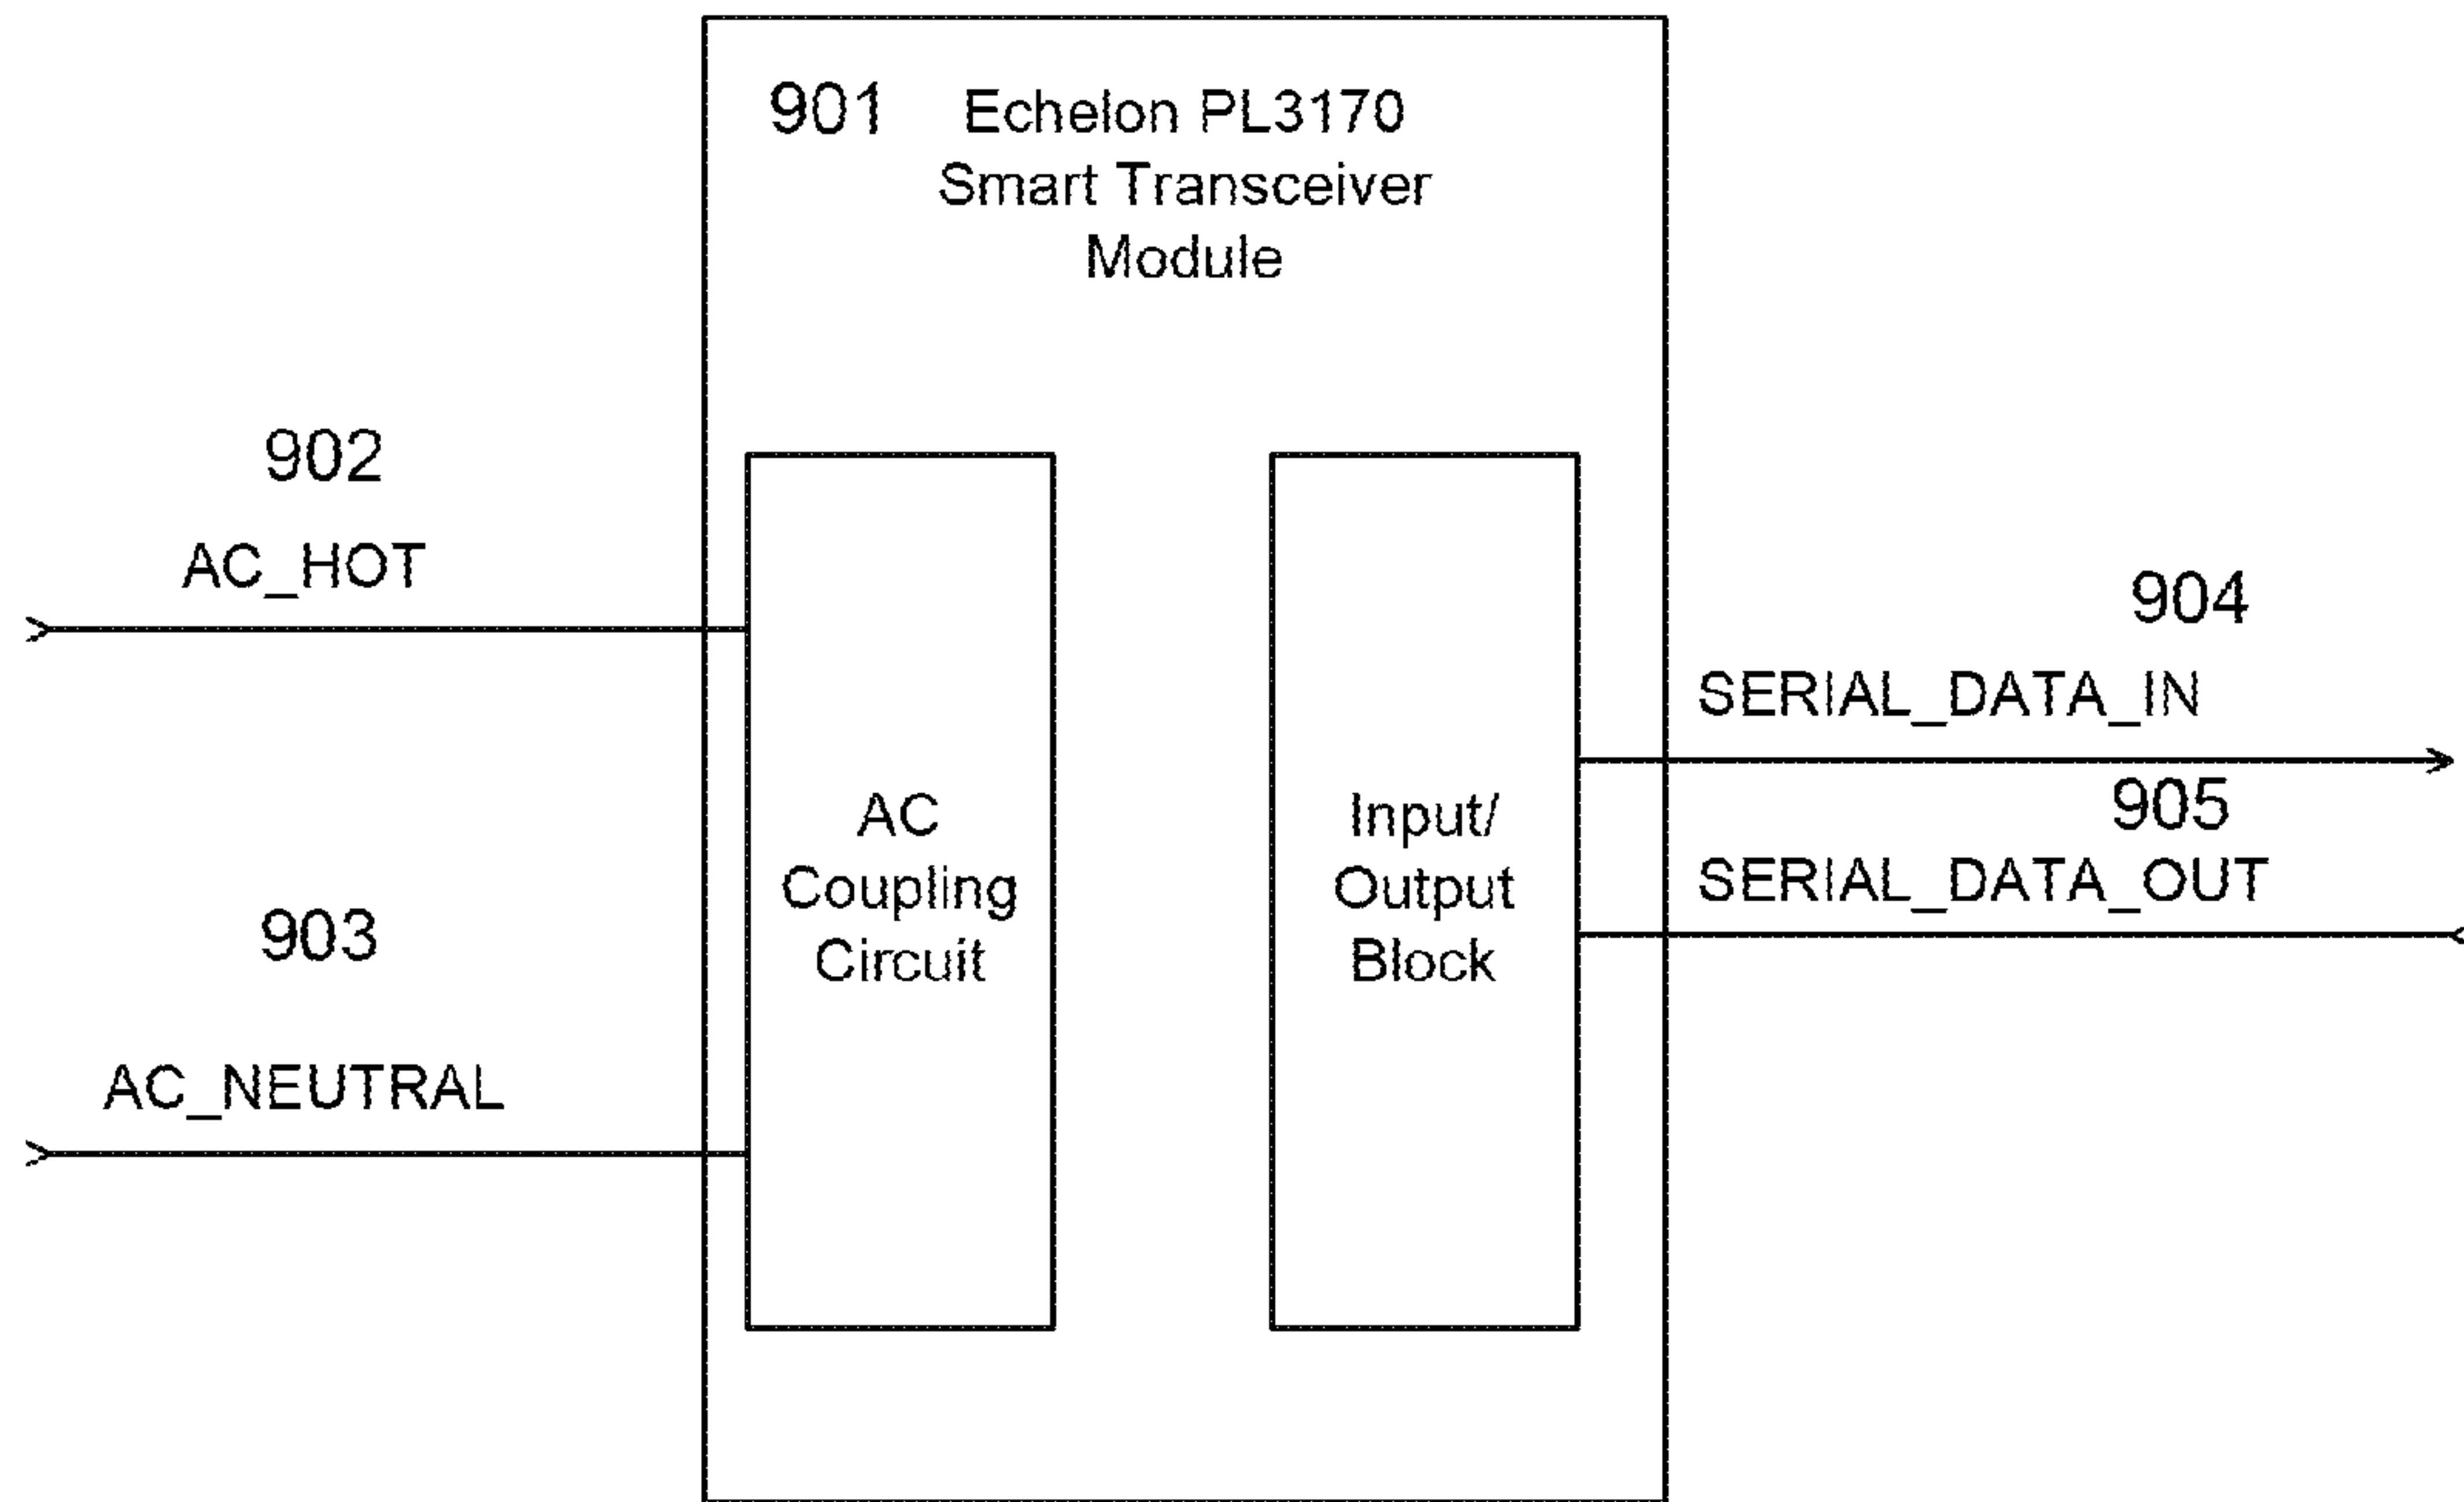 901 Echelon PL3170
Smart Transceiver
Module
902
AC_HOT
903
AC_NEUTRAL
AC
Coupling
Circuit
Input/
Output
Block
904
SERIAL_DATA_IN
905
SERIAL_DATA_OUT